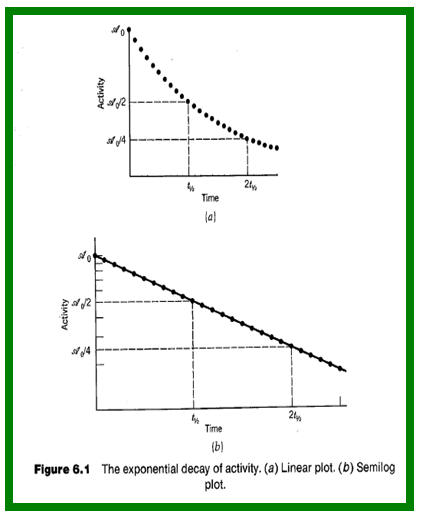 𝒜0
Activity
𝒜0/2
𝒜0/4
t½
2t½
Time
(a)
𝒜0
Activity
𝒜0/2
𝒜0/4
t½
2t½
Time
(b)
Figure 6.1 The exponential decay of activity. (a) Linear plot. (b) Semilog
plot.